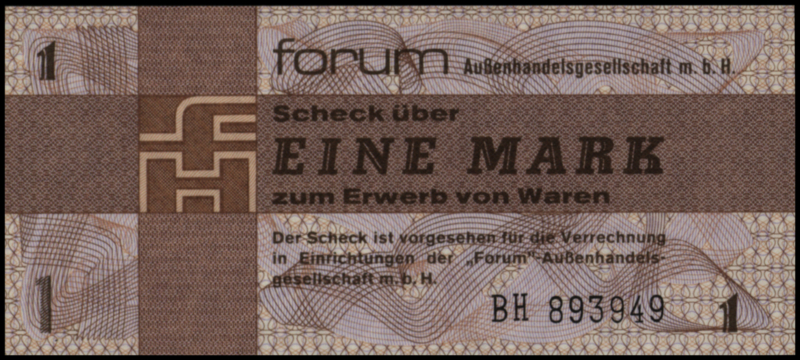 1
forum Außenhandelsgesellschaft m. b. H.
Scheck über
EINE MARK
zum Erwerb von Waren
Der Scheck ist vorgesehen für die Verrechnung
in Einrichtungen der „Forum“-Außenhandels-
gesellschaft m. b. H.
1
BH 893949 1